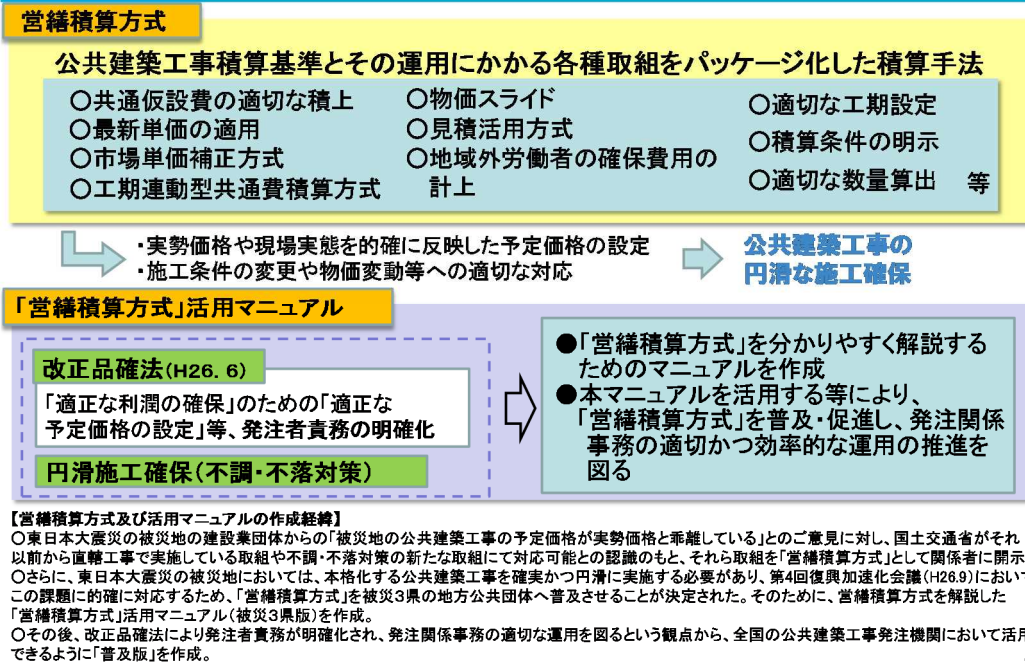 営繕積算方式
公共建築工事積算基準とその運用にかかる各種取組をパッケージ化した積算手法
○共通仮設費の適切な積上
○最新単価の適用
○市場単価補正方式
○工期連動型共通費積算方式
○物価スライド
○見積活用方式
○地域外労働者の確保費用の
計上
○適切な工期設定
○積算条件の明示
○適切な数量算出 等
・実勢価格や現場実態を的確に反映した予定価格の設定
・施工条件の変更や物価変動等への適切な対応
公共建築工事の
円滑な施工確保
「営繕積算方式」活用マニュアル
改正品確法(H26.6)
「適正な利潤の確保」のための「適正な
予定価格の設定」等、発注者責務の明確化
円滑施工確保(不調・不落対策)
●「営繕積算方式」を分かりやすく解説する
ためのマニュアルを作成
●本マニュアルを活用する等により、
「営繕積算方式」を普及・促進し、発注関係
事務の適切かつ効率的な運用の推進を
図る
【営繕積算方式及び活用マニュアルの作成経緯】
○東日本大震災の被災地の建設業団体からの「被災地の公共建築工事の予定価格が実勢価格と乖離している」とのご意見に対し、国土交通省がそれ
以前から直轄工事で実施している取組や不調・不落対策の新たな取組にて対応可能との認識のもと、それら取組を「営繕積算方式」として関係者に開示
○さらに、東日本大震災の被災地においては、本格化する公共建築工事を確実かつ円滑に実施する必要があり、第4回復興加速化会議(H26.9)におい
この課題に的確に対応するため、「営繕積算方式」を被災3県の地方公共団体へ普及させることが決定された。そのために、営繕積算方式を解説した
「営繕積算方式」活用マニュアル(被災3県版)を作成。
○その後、改正品確法により発注者責務が明確化され、発注関係事務の適切な運用を図るという観点から、全国の公共建築工事発注機関において活用
できるように「普及版」を作成。